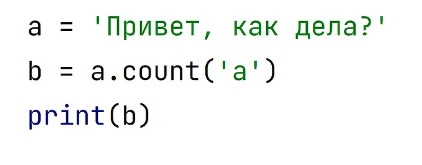 a = 'Привет, как дела?'
b = a.count('а')
print(b)